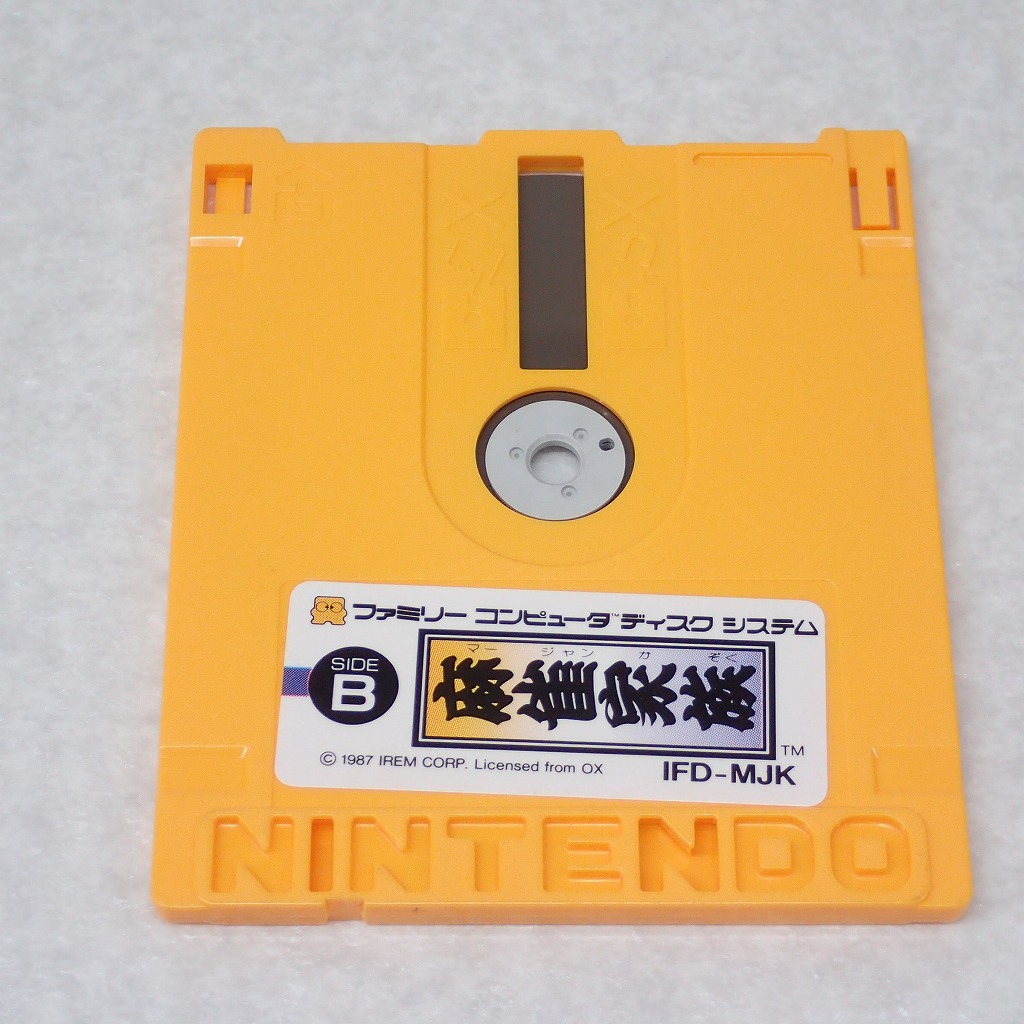 ファミリー コンピュータ™ ディスク システム
SIDE
B
マー ジャン か ぞく
麻雀家族
TM
© 1987 IREM CORP. Licensed from OX
IFD-MJK
NINTENDO